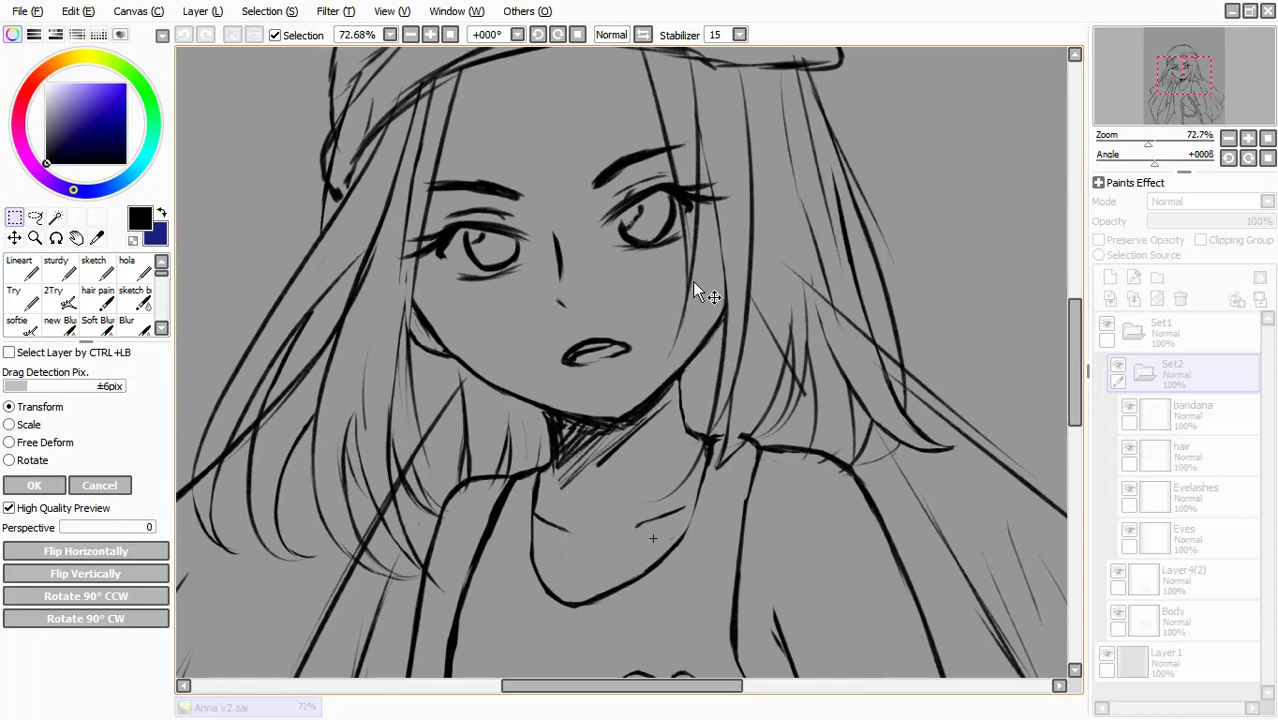 File (F) Edit (E) Canvas (C) Layer (L) Selection (S) Filter (T) View (V) Window (W) Others (O)
Selection 72.68% +000° Normal Stabilizer 15
Zoom 72.7%
Angle +000§
Paints Effect
Mode Normal
Opacity 100%
Preserve Opacity Clipping Group
Selection Source
Lineart sturdy sketch hola
Try 2Try hair pain sketch b
softie new Blu Soft Blu Blur
Select Layer by CTRL+LB
Drag Detection Pix.
±6pix
Transform
Scale
Free Deform
Rotate
OK Cancel
High Quality Preview
Perspective 0
Flip Horizontally
Flip Vertically
Rotate 90° CCW
Rotate 90° CW
Set1
Normal
100%
Set2
Normal
100%
bandana
Normal
100%
hair
Normal
100%
Eyelashes
Normal
100%
Eyes
Normal
100%
Layer4(2)
Normal
100%
Body
Normal
100%
Layer1
Normal
100%
Anna v2.sai 72%